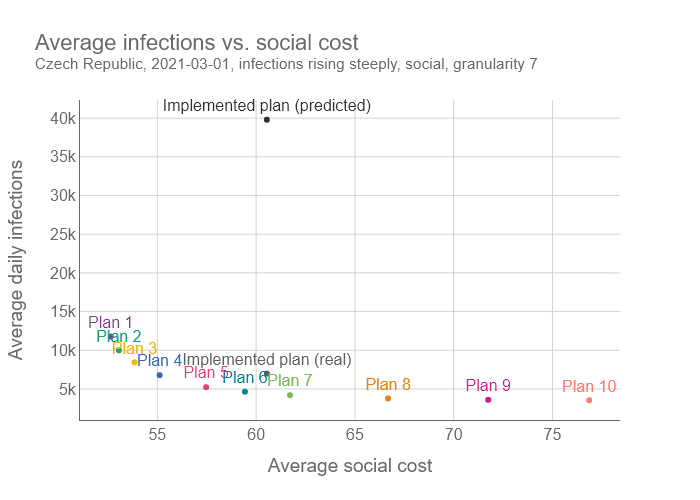 Average infections vs. social cost
Czech Republic, 2021-03-01, infections rising steeply, social, granularity 7
Implemented plan (predicted)
40k
35k
30k
25k
20k
15k
10k
5k
Average daily infections
Plan 1
Plan 2
Plan 3
Plan 4
Implemented plan (real)
Plan 5
Plan 6
Plan 7
Plan 8
Plan 9
Plan 10
55
60
65
70
75
Average social cost